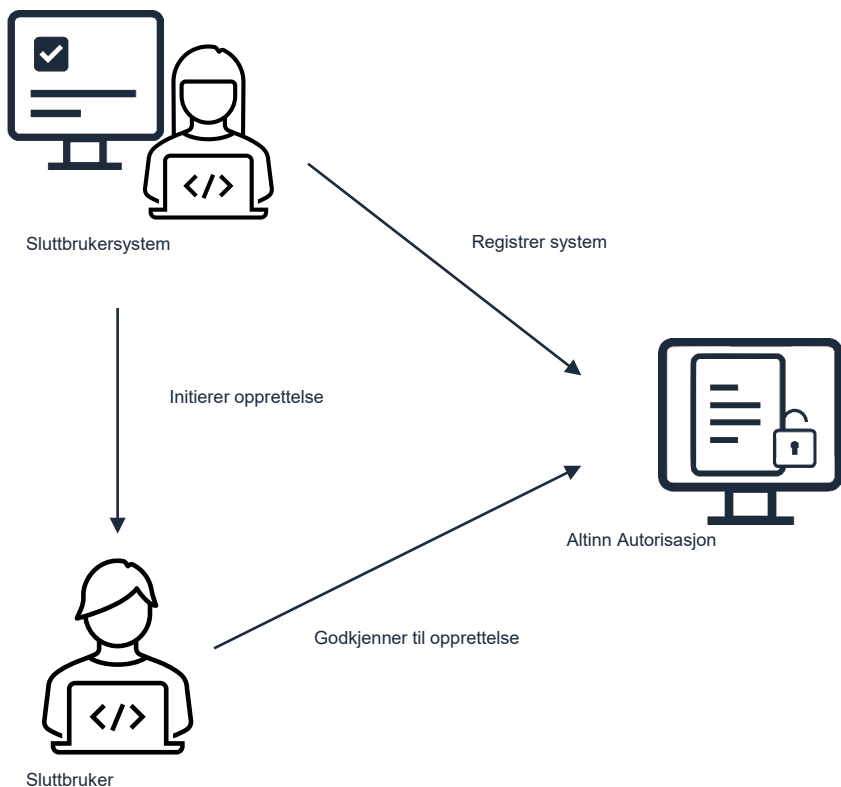 Sluttbrukersystem
Registrer system
Initierer opprettelse
Altinn Autorisasjon
Godkjenner til opprettelse
Sluttbruker